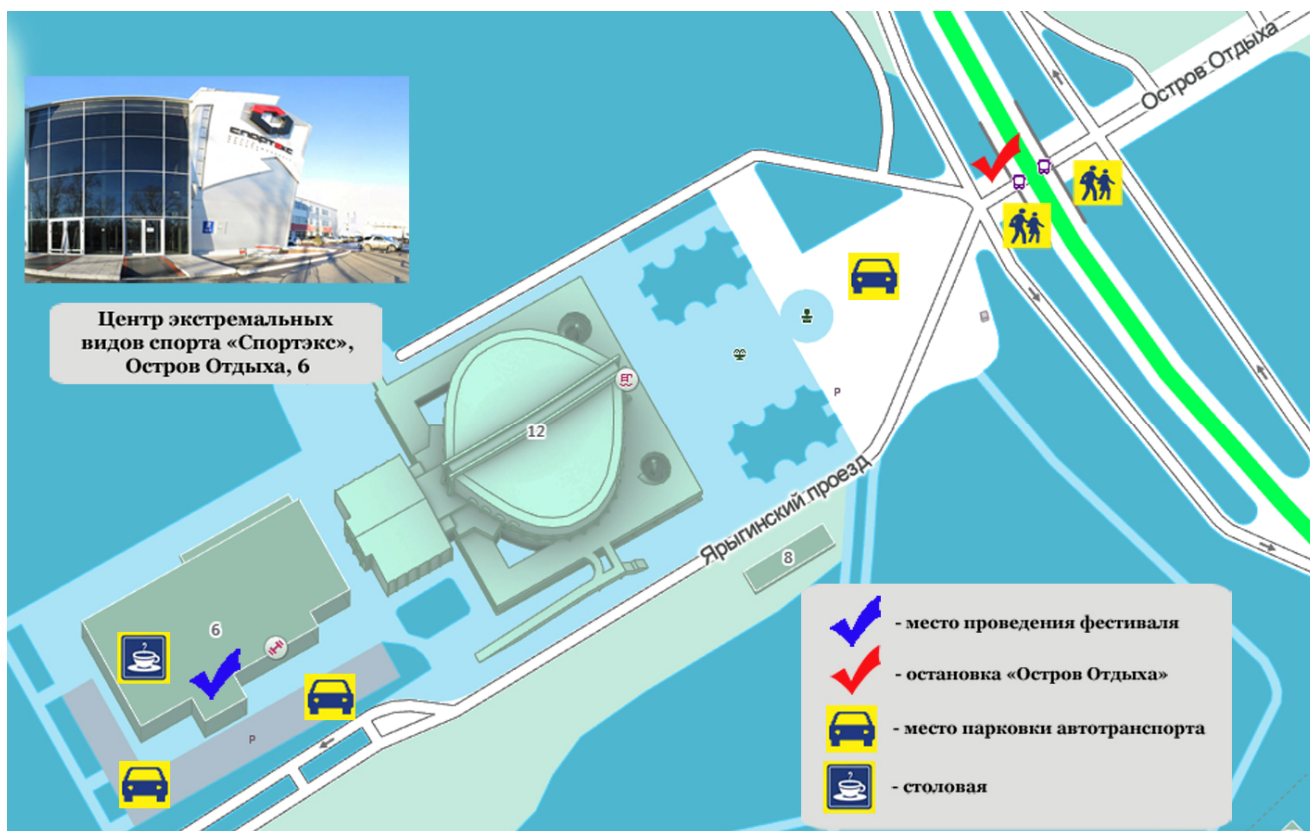 Остров Отдыха
СПОРТЭКС
Центр экстремальных
видов спорта «Спортэкс»,
Остров Отдыха, 6
12
P
Ярыгинский проезд
8
6
P
- место проведения фестиваля
- остановка «Остров Отдыха»
- место парковки автотранспорта
- столовая